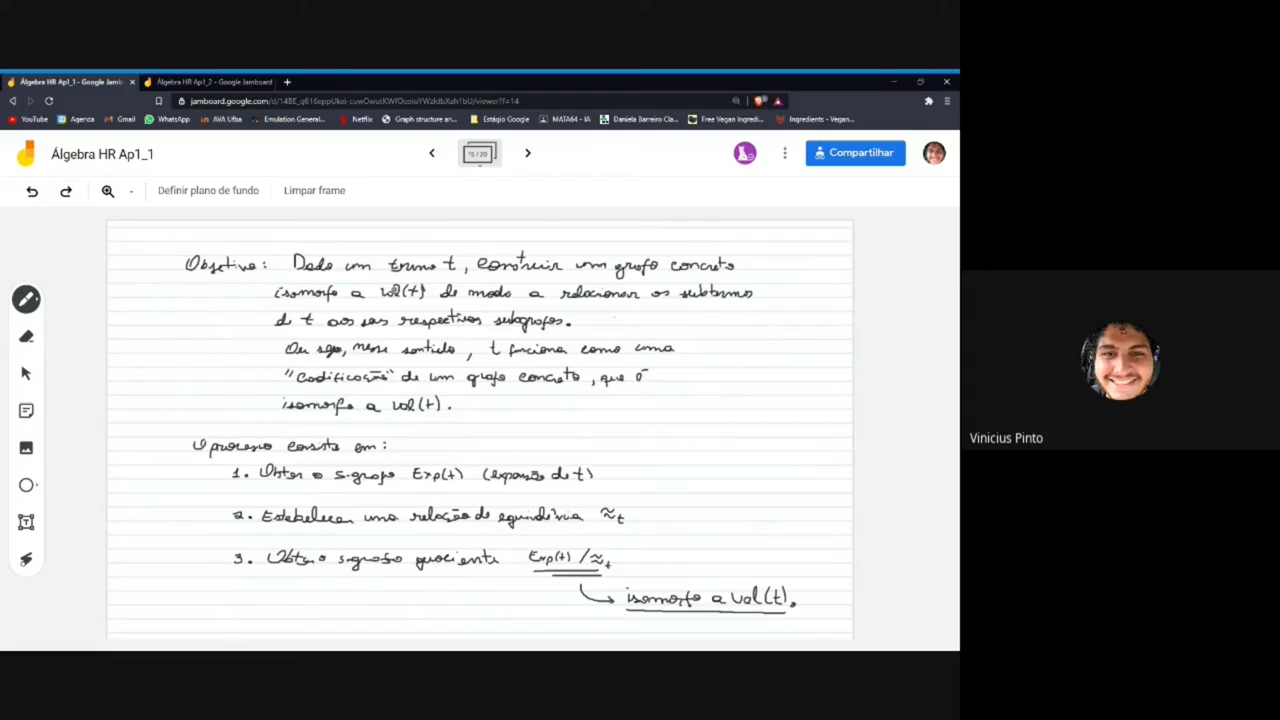 Álgebra HR Ap1_1 - Google Jamb
Álgebra HR Ap1_2 - Google Jamboard
YouTube
Agenda
Gmail
WhatsApp
AVA Ufba
Emulation General...
Netflix
Graph structure an...
Estágio Google
MATA64 - IA
Daniela Barreiro Cla...
Free Vegan Ingredi...
Ingredients - Vegan...
Álgebra HR Ap1_1
15 / 20
Compartilhar
Definir plano de fundo
Limpar frame
Objetivo: Dado um termo t, construir um grafo concreto
isomorfo a val(t) de modo a relacionar os subtermos
de t aos seus respectivos subgrafos.
Ou seja, nesse sentido, t funciona como uma
"Codificação" de um grafo concreto, que é
isomorfo a val(t).
O processo consiste em:
1. Obter o s-grafo Exp(t) (expansão de t)
2. Estabelecer uma relação de equivalência ≈t
3. Obter o s-grafo quociente Exp(t) / ≈t
isomorfo a val(t).
Vinicius Pinto